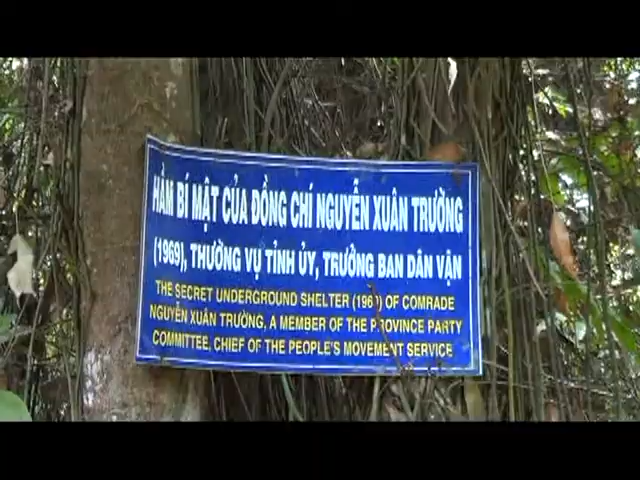 HẦM BÍ MẬT CỦA ĐỒNG CHÍ NGUYỄN XUÂN TRƯỜNG
(1969), THƯỜNG VỤ TỈNH ỦY, TRƯỞNG BAN DÂN VẬN
THE SECRET UNDERGROUND SHELTER (1969) OF COMRADE
NGUYỄN XUÂN TRƯỜNG, A MEMBER OF THE PROVINCE PARTY
COMMITTEE, CHIEF OF THE PEOPLE'S MOVEMENT SERVICE